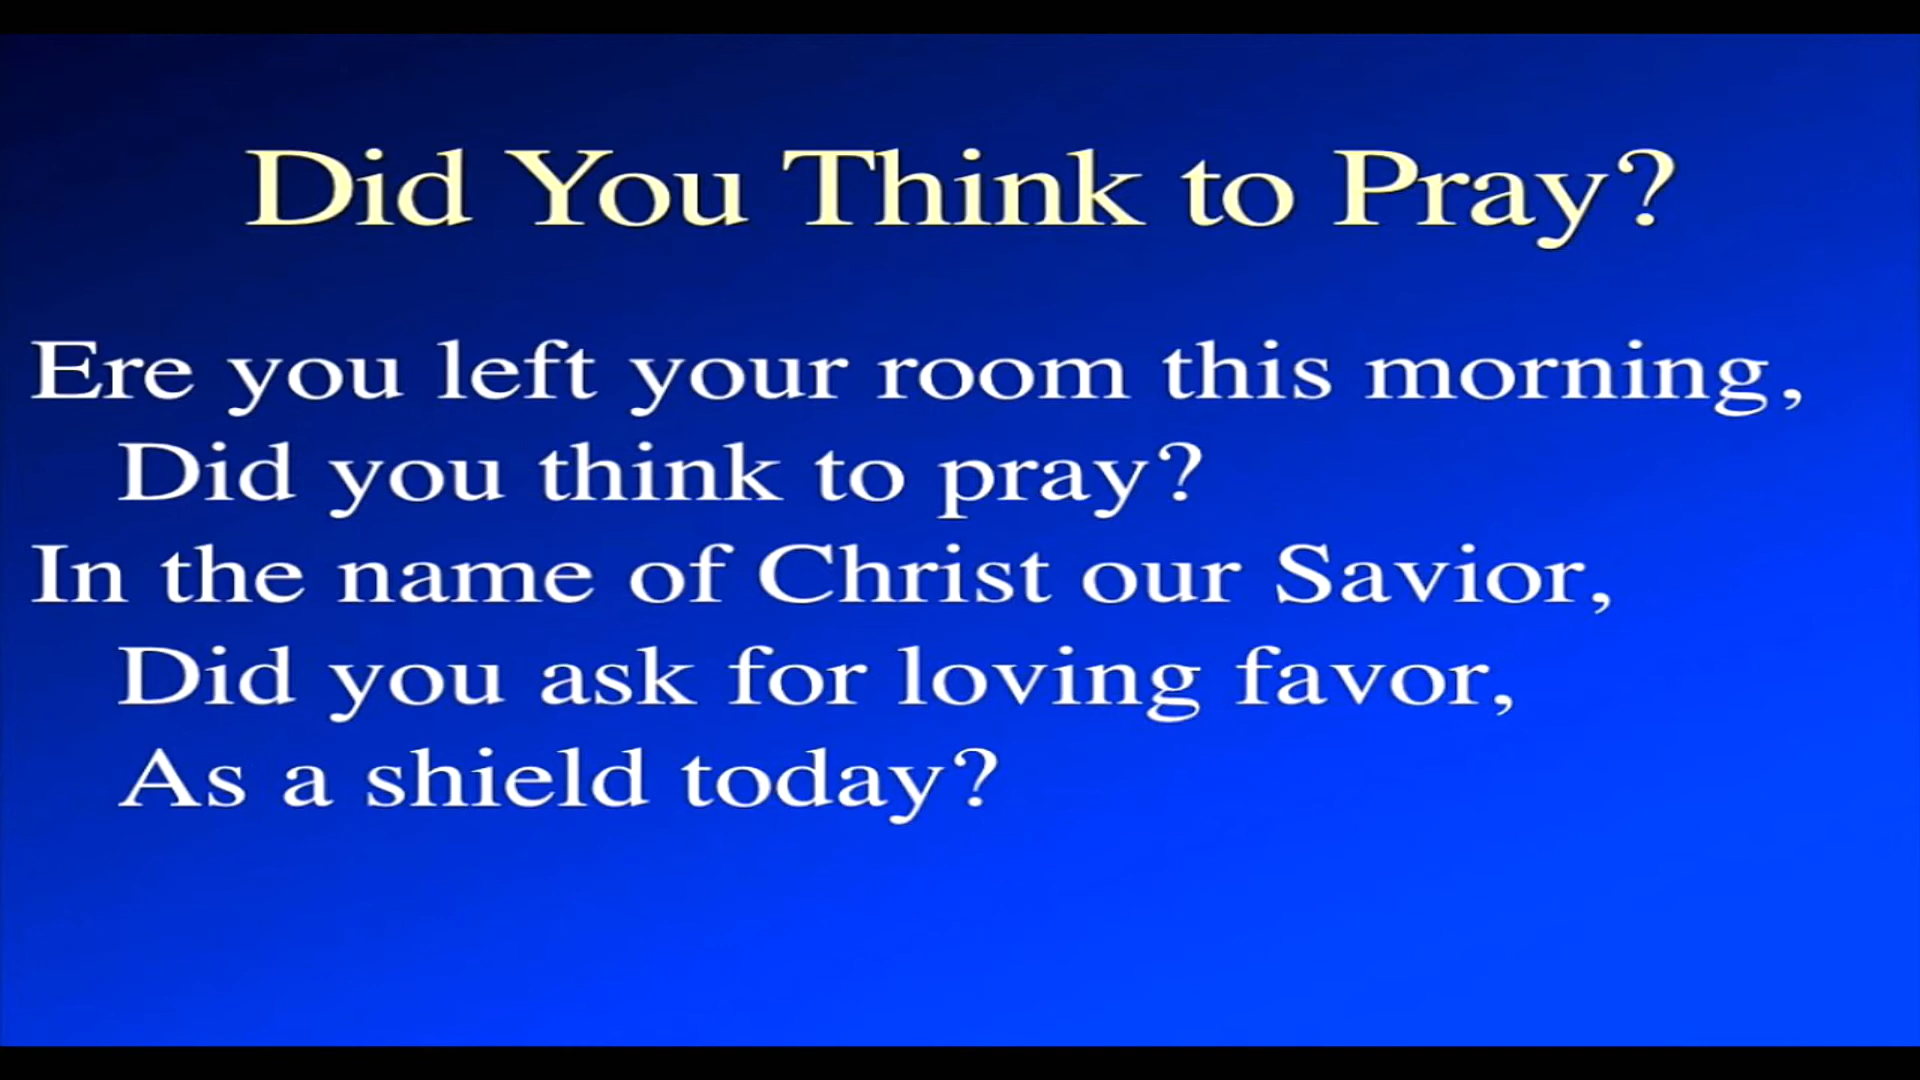 Did You Think to Pray?
Ere you left your room this morning,
Did you think to pray?
In the name of Christ our Savior,
Did you ask for loving favor,
As a shield today?